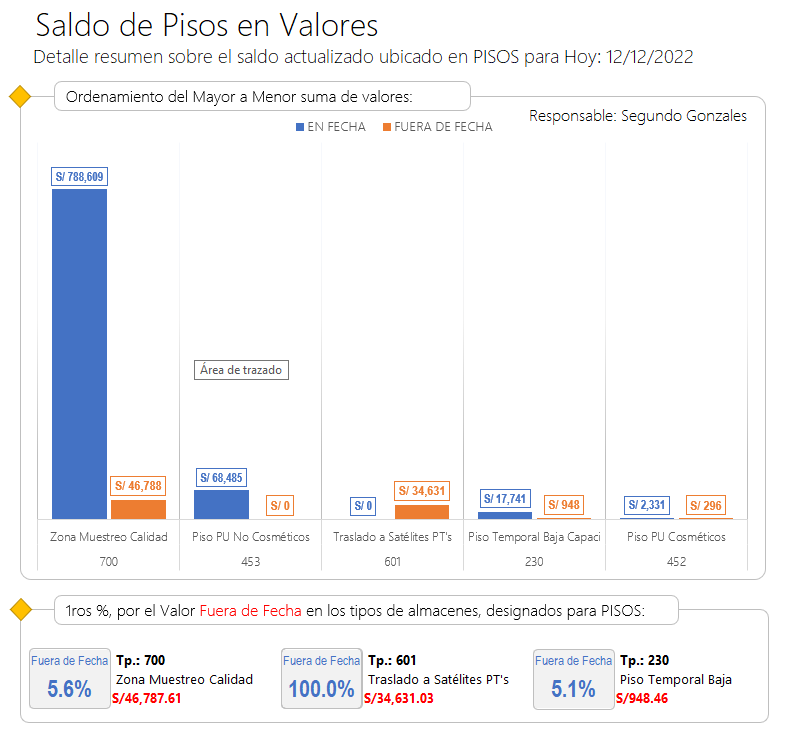 Saldo de Pisos en Valores
Detalle resumen sobre el saldo actualizado ubicado en PISOS para Hoy: 12/12/2022
Ordenamiento del Mayor a Menor suma de valores:
Responsable: Segundo Gonzales
EN FECHA FUERA DE FECHA
S/ 788,609
Área de trazado
S/ 46,788
S/ 68,485
S/ 0
S/ 0
S/ 34,631
S/ 17,741
S/ 948
S/ 2,331
S/ 296
Zona Muestreo Calidad Piso PU No Cosméticos Traslado a Satélites PT's Piso Temporal Baja Capaci Piso PU Cosméticos
700 453 601 230 452
1ros %, por el Valor Fuera de Fecha en los tipos de almacenes, designados para PISOS:
Fuera de Fecha
5.6%
Tp.: 700
Zona Muestreo Calidad
S/46,787.61
Fuera de Fecha
100.0%
Tp.: 601
Traslado a Satélites PT's
S/34,631.03
Fuera de Fecha
5.1%
Tp.: 230
Piso Temporal Baja
S/948.46